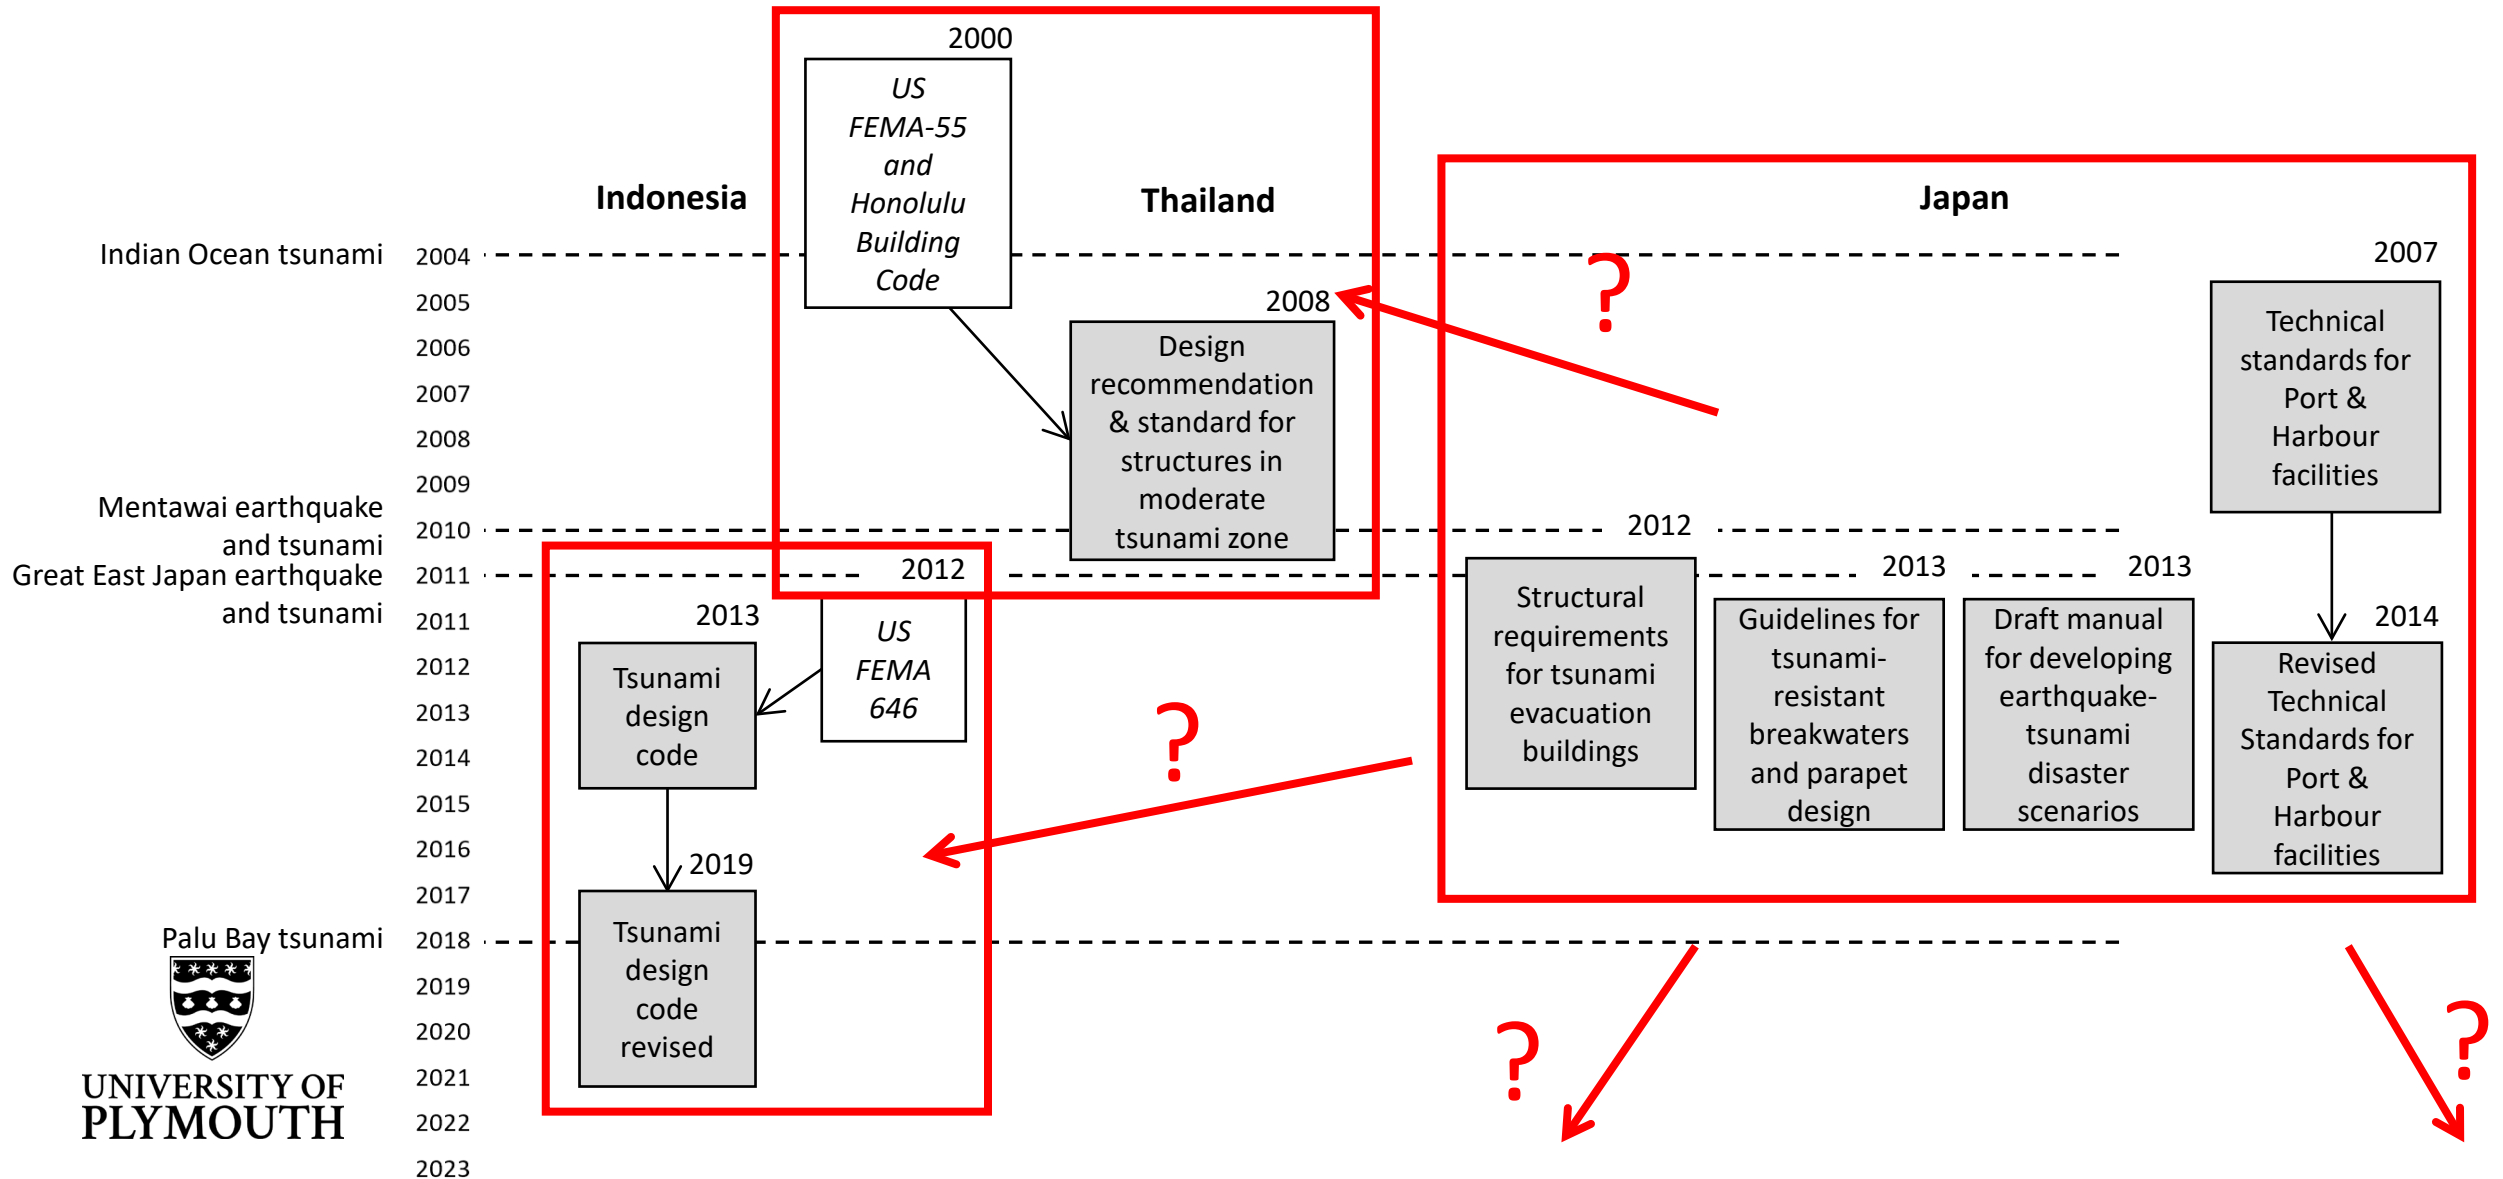 2000
US
FEMA-55
and
Honolulu
Building
Code
Indonesia
Thailand
Japan
Indian Ocean tsunami
2004
2005
2006
2007
2008
2009
Mentawai earthquake
and tsunami
2010
Great East Japan earthquake
and tsunami
2011
2011
2012
2013
2014
2015
2016
2017
Palu Bay tsunami
2018
2019
2020
2021
2022
2023
2008
Design
recommendation
& standard for
structures in
moderate
tsunami zone
2012
US
FEMA
646
2013
Tsunami
design
code
2019
Tsunami
design
code
revised
?
?
?
?
2007
Technical
standards for
Port &
Harbour
facilities
2012
Structural
requirements
for tsunami
evacuation
buildings
2013
Guidelines for
tsunami-
resistant
breakwaters
and parapet
design
2013
Draft manual
for developing
earthquake-
tsunami
disaster
scenarios
2014
Revised
Technical
Standards for
Port &
Harbour
facilities
UNIVERSITY OF
PLYMOUTH